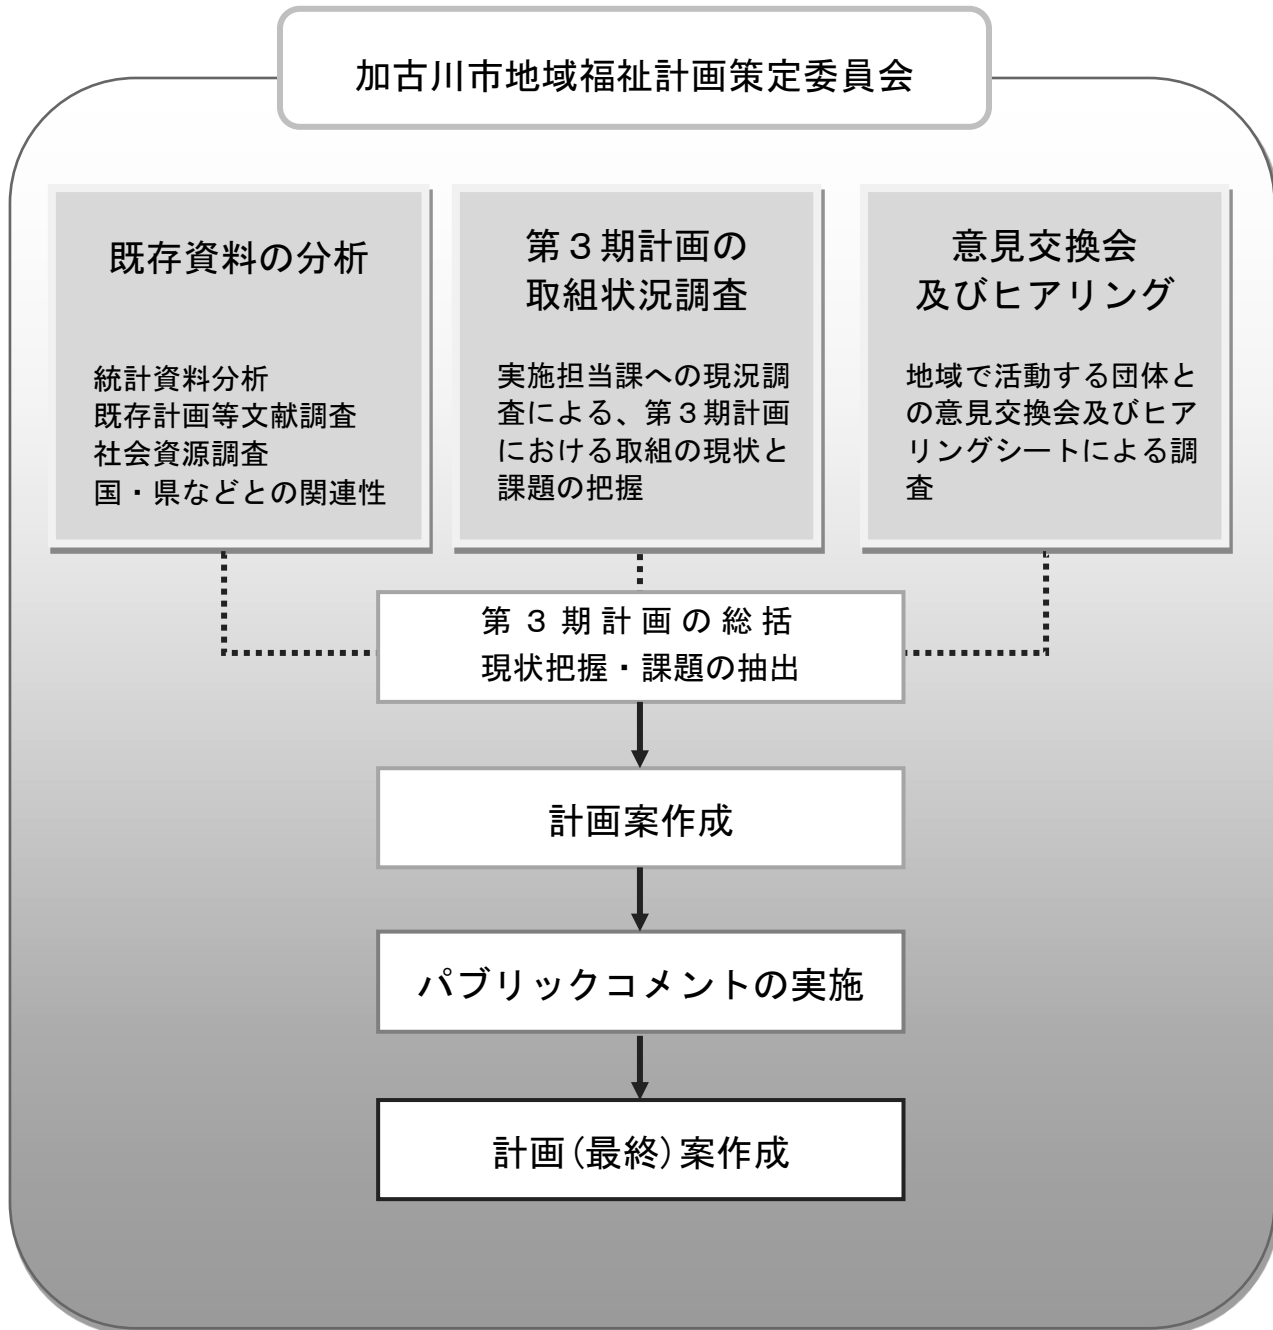 加古川市地域福祉計画策定委員会
既存資料の分析
統計資料分析
既存計画等文献調査
社会資源調査
国・県などとの関連性
第３期計画の
取組状況調査
実施担当課への現況調
査による、第３期計画
における取組の現状と
課題の把握
意見交換会
及びヒアリング
地域で活動する団体と
の意見交換会及びヒア
リングシートによる調
査
第３期計画の総括
現状把握・課題の抽出
計画案作成
パブリックコメントの実施
計画(最終)案作成